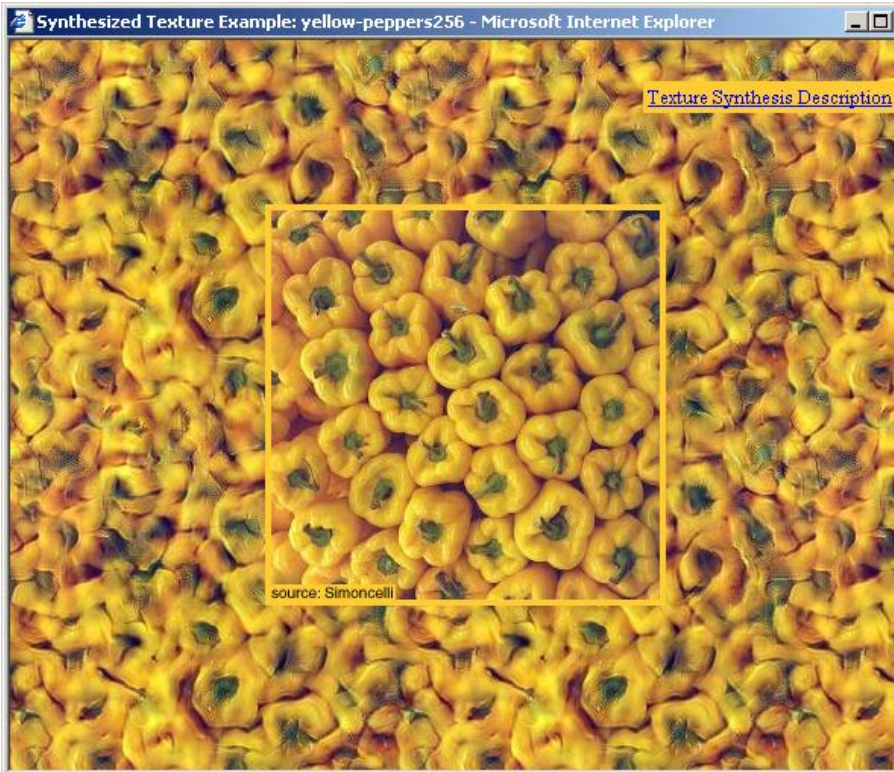 Synthesized Texture Example: yellow-peppers256 - Microsoft Internet Explorer
Texture Synthesis Description
source: Simoncelli